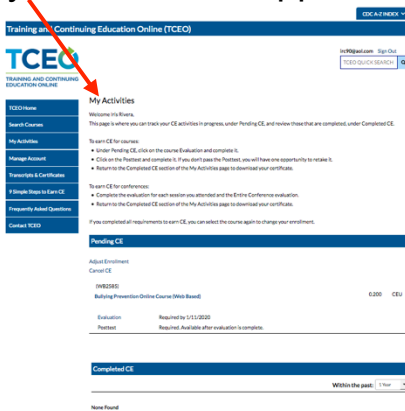 CDC A-Z INDEX
Training and Continuing Education Online (TCEO)
irc90@aol.com Sign Out
TCEO QUICK SEARCH
TCEO
TRAINING AND CONTINUING
EDUCATION ONLINE
TCEO Home
Search Courses
My Activities
Manage Account
Transcripts & Certificates
9 Simple Steps to Earn CE
Frequently Asked Questions
Contact TCEO
My Activities
Welcome Iris Rivera,
This page is where you can track your CE activities in progress, under Pending CE, and review those that are completed, under Completed CE.
To earn CE for courses:
Under Pending CE, click on the course Evaluation and complete it.
Click on the Posttest and complete it. If you don't pass the Posttest, you will have one opportunity to retake it.
Return to the Completed CE section of the My Activities page to download your certificate.
To earn CE for conferences:
Complete the evaluation for each session you attended and the Entire Conference evaluation.
Return to the Completed CE section of the My Activities page to download your certificate.
If you completed all requirements to earn CE, you can select the course again to change your enrollment.
Pending CE
Adjust Enrollment
Cancel CE
(WB2585)
Bullying Prevention Online Course (Web Based) 0.200 CEU
Evaluation Required by 1/11/2020
Posttest Required. Available after evaluation is complete.
Completed CE
Within the past: 1 Year
None Found